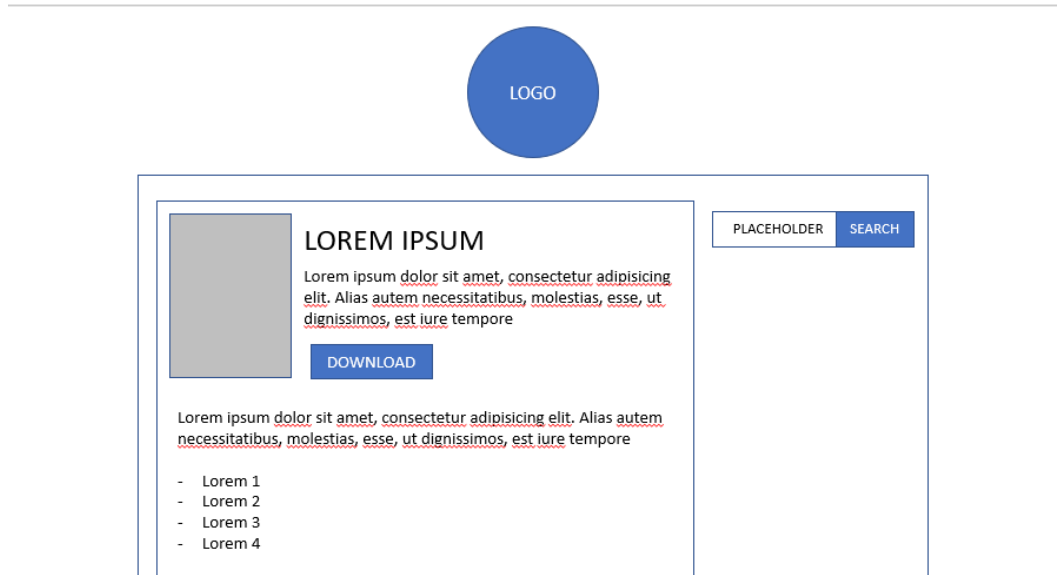 LOGO
LOREM IPSUM
Lorem ipsum dolor sit amet, consectetur adipisicing
elit. Alias autem necessitatibus, molestias, esse, ut
dignissimos, est iure tempore
DOWNLOAD
Lorem ipsum dolor sit amet, consectetur adipisicing elit. Alias autem
necessitatibus, molestias, esse, ut dignissimos, est iure tempore
- Lorem 1
- Lorem 2
- Lorem 3
- Lorem 4
PLACEHOLDER SEARCH